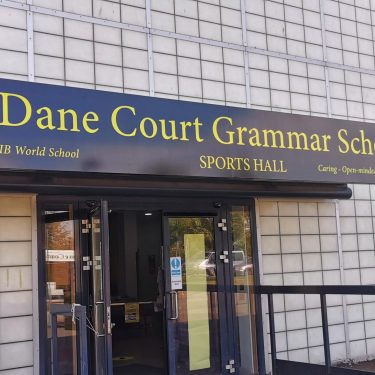 Dane Court Grammar Scho
IB World School
SPORTS HALL
Caring - Open-minde